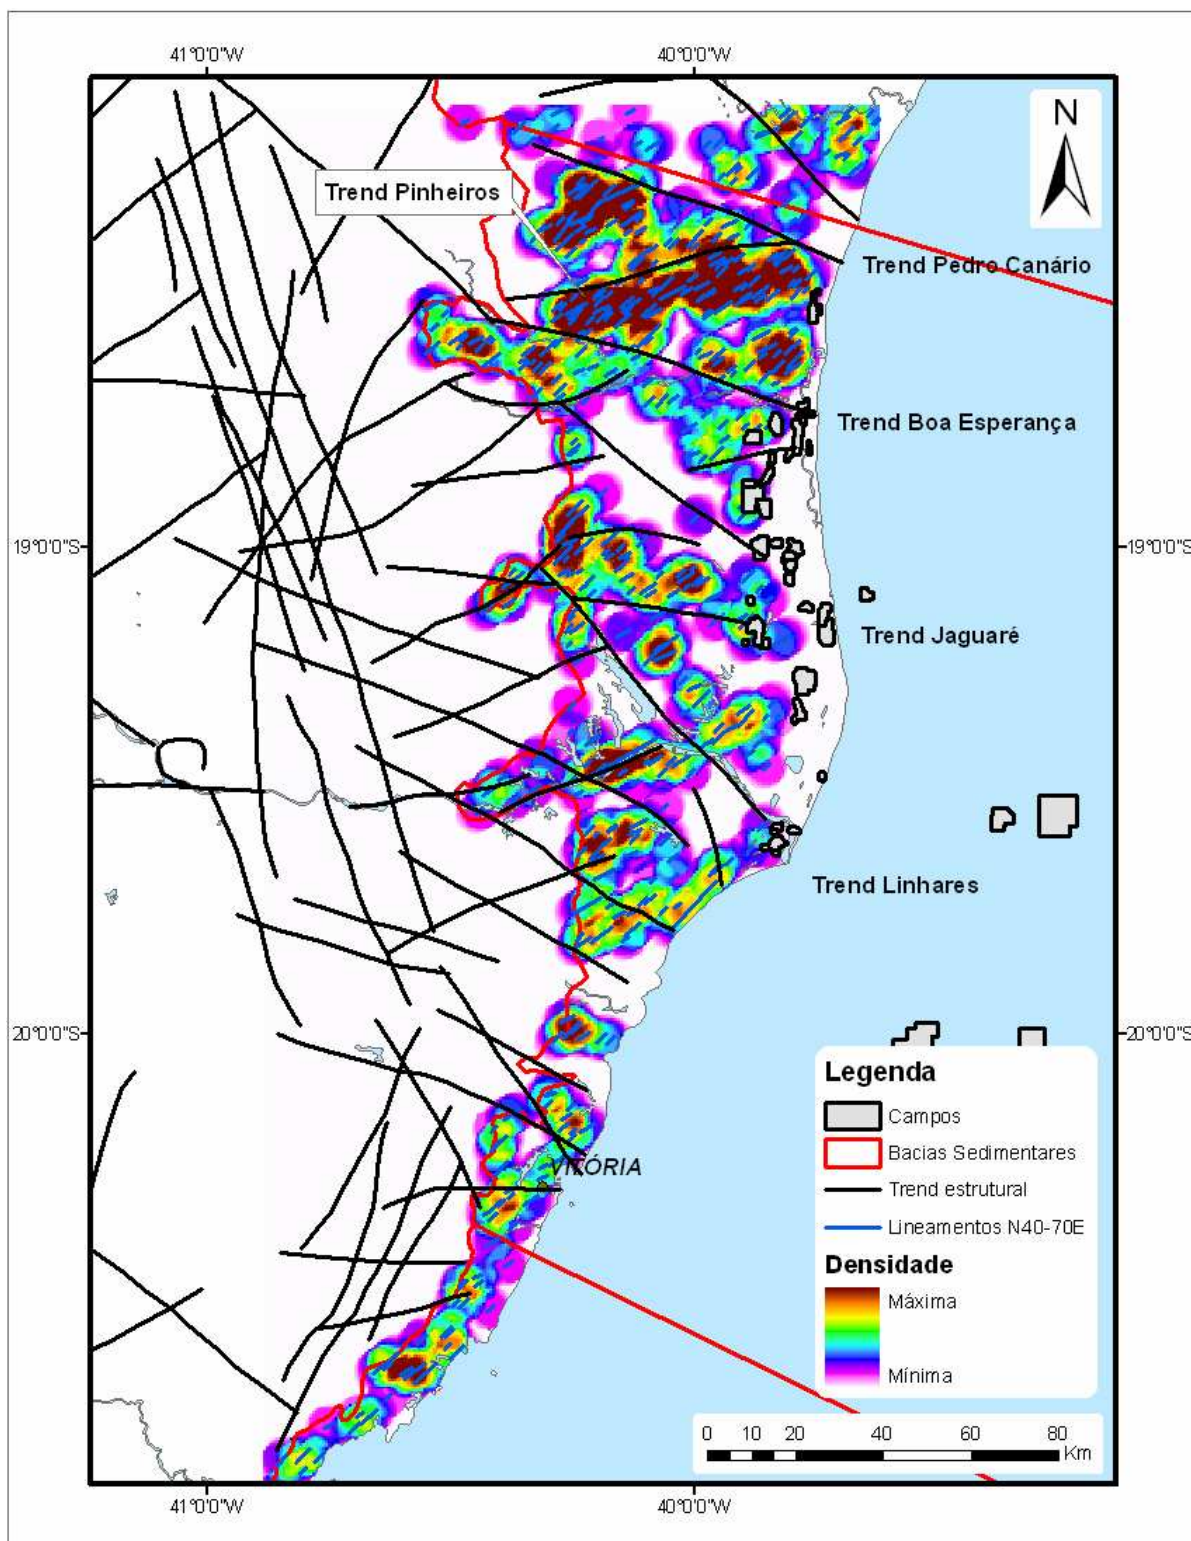 41°0'0"W
40°0'0"W
N
Trend Pinheiros
Trend Pedro Canário
Trend Boa Esperança
19°0'0"S
19°0'0"S
Trend Jaguaré
Trend Linhares
20°0'0"S
20°0'0"S
VITÓRIA
Legenda
Campos
Bacias Sedimentares
Trend estrutural
Lineamentos N40-70E
Densidade
Máxima
Mínima
0 10 20 40 60 80
Km
41°0'0"W
40°0'0"W